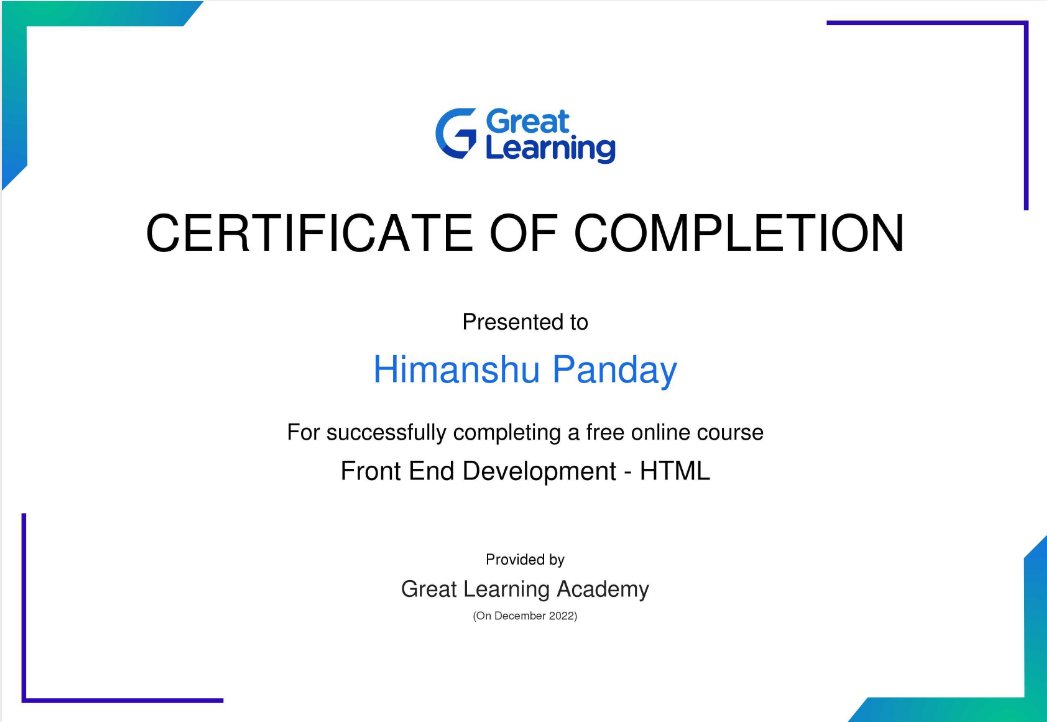 Great
Learning
CERTIFICATE OF COMPLETION
Presented to
Himanshu Panday
For successfully completing a free online course
Front End Development - HTML
Provided by
Great Learning Academy
(On December 2022)